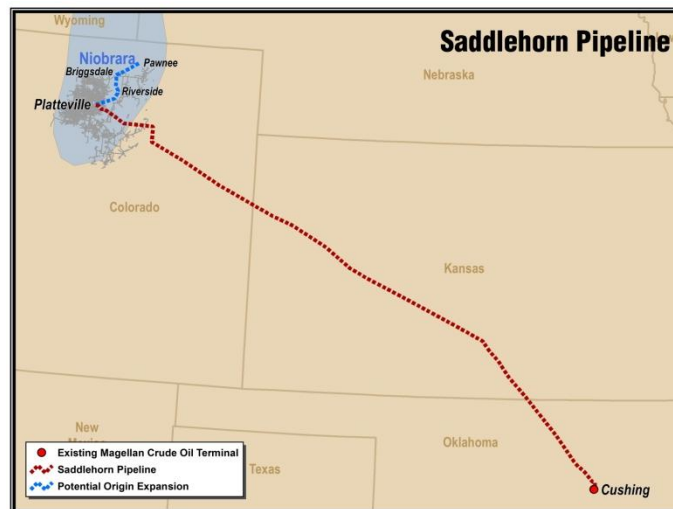 Saddlehorn Pipeline
Wyoming
Niobrara
Pawnee
Briggsdale
Nebraska
Riverside
Platteville
Colorado
Kansas
New
Oklahoma
Texas
Existing Magellan Crude Oil Terminal
Saddlehorn Pipeline
Potential Origin Expansion
Cushing